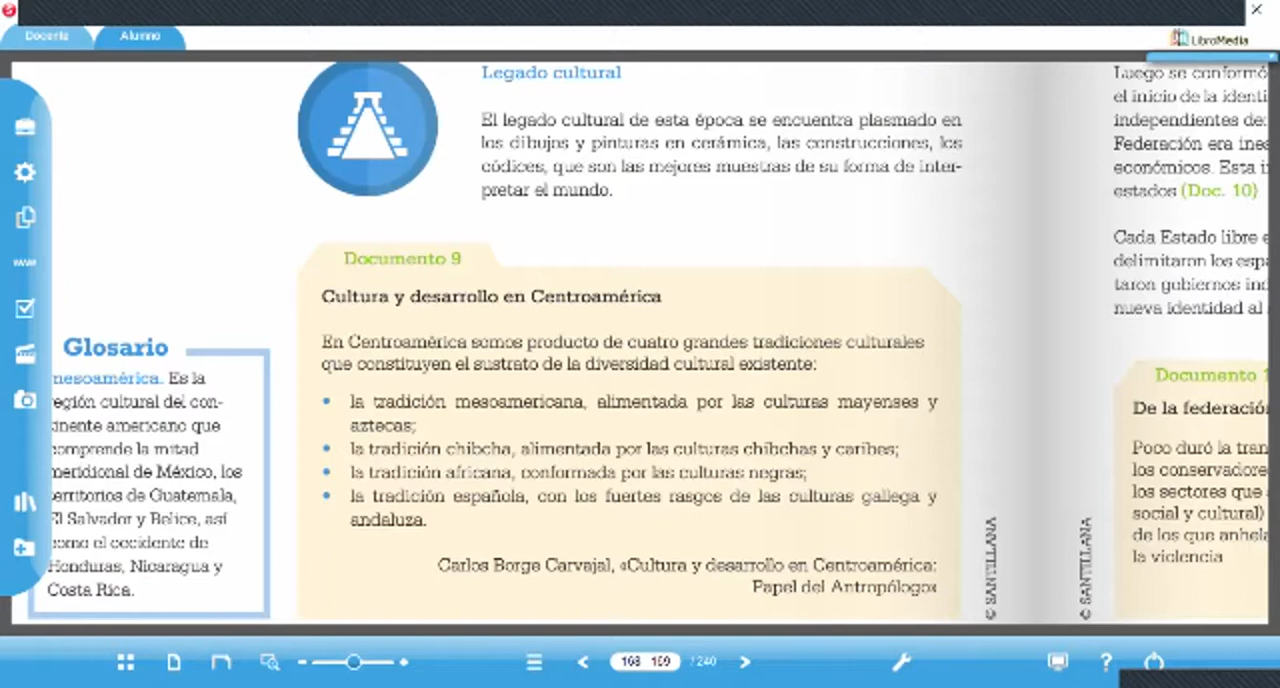 Docente
Alumno
LibroMedia
Legado cultural
El legado cultural de esta época se encuentra plasmado en
los dibujos y pinturas en cerámica, las construcciones, los
códices, que son las mejores muestras de su forma de inter-
pretar el mundo.
Documento 9
Cultura y desarrollo en Centroamérica
En Centroamérica somos producto de cuatro grandes tradiciones culturales
que constituyen el sustrato de la diversidad cultural existente:
• la tradición mesoamericana, alimentada por las culturas mayenses y
aztecas;
• la tradición chibcha, alimentada por las culturas chibchas y caribes;
• la tradición africana, conformada por las culturas negras;
• la tradición española, con los fuertes rasgos de las culturas gallega y
andaluza.
Carlos Borge Carvajal, «Cultura y desarrollo en Centroamérica:
Papel del Antropólogo»
Glosario
mesoamérica. Es la
región cultural del con-
tinente americano que
comprende la mitad
meridional de México, los
territorios de Guatemala,
El Salvador y Belice, así
como el occidente de
Honduras, Nicaragua y
Costa Rica.
© SANTILLANA
© SANTILLANA
Luego se conformó
el inicio de la identi
independientes de:
Federación era ines
económicos. Esta i
estados (Doc. 10)
Cada Estado libre e
delimitaron los espa
taron gobiernos ind
nueva identidad al
Documento 1
De la federació
Poco duró la tran
los conservadore
los sectores que
social y cultural)
de los que anhela
la violencia
www
168 169 / 240
?